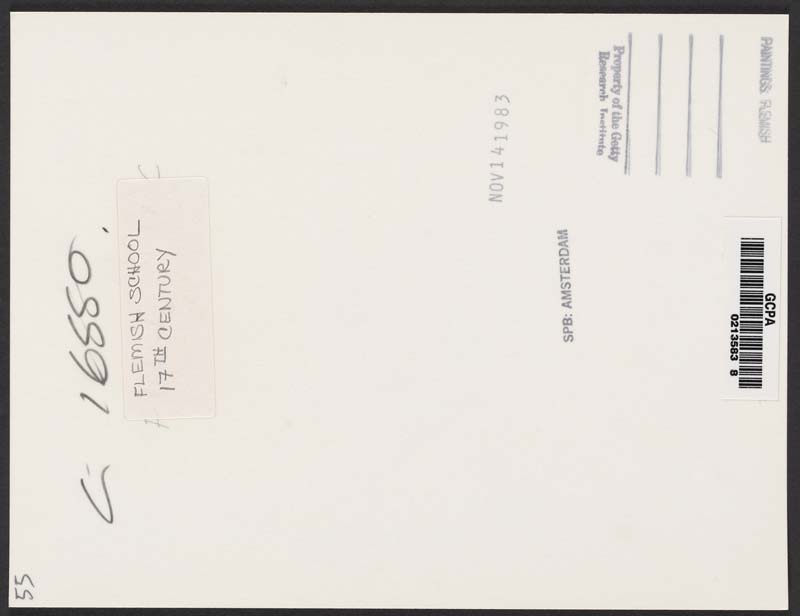 PAINTINGS FLEMISH
Property of the Getty
Research Institute
NOV 14 1983
SPB: AMSTERDAM
GCPA
0213583 8
FLEMISH SCHOOL
17TH CENTURY
16880
55